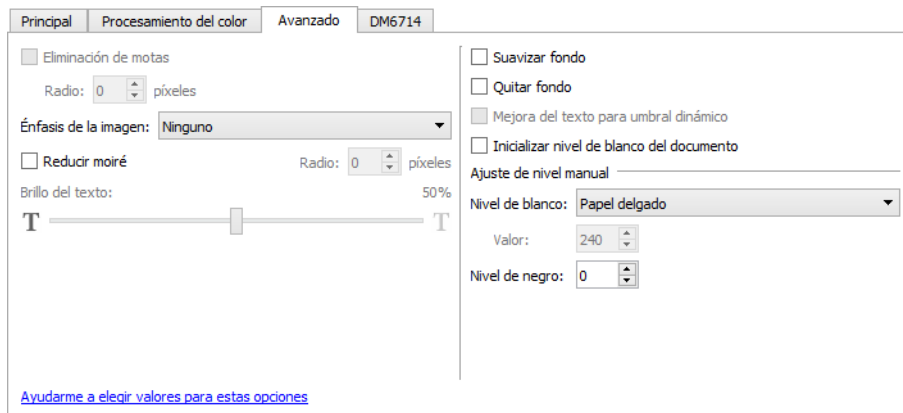 Principal Procesamiento del color Avanzado DM6714
Eliminación de motas
Radio: 0 píxeles
Énfasis de la imagen: Ninguno
Reducir moiré Radio: 0 píxeles
Brillo del texto: 50%
T T
Suavizar fondo
Quitar fondo
Mejora del texto para umbral dinámico
Inicializar nivel de blanco del documento
Ajuste de nivel manual
Nivel de blanco: Papel delgado
Valor: 240
Nivel de negro: 0
Ayudarme a elegir valores para estas opciones